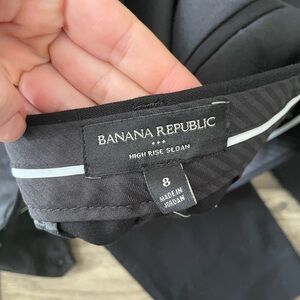 BANANA REPUBLIC
HIGH RISE SLOAN
8
MADE IN
JORDAN